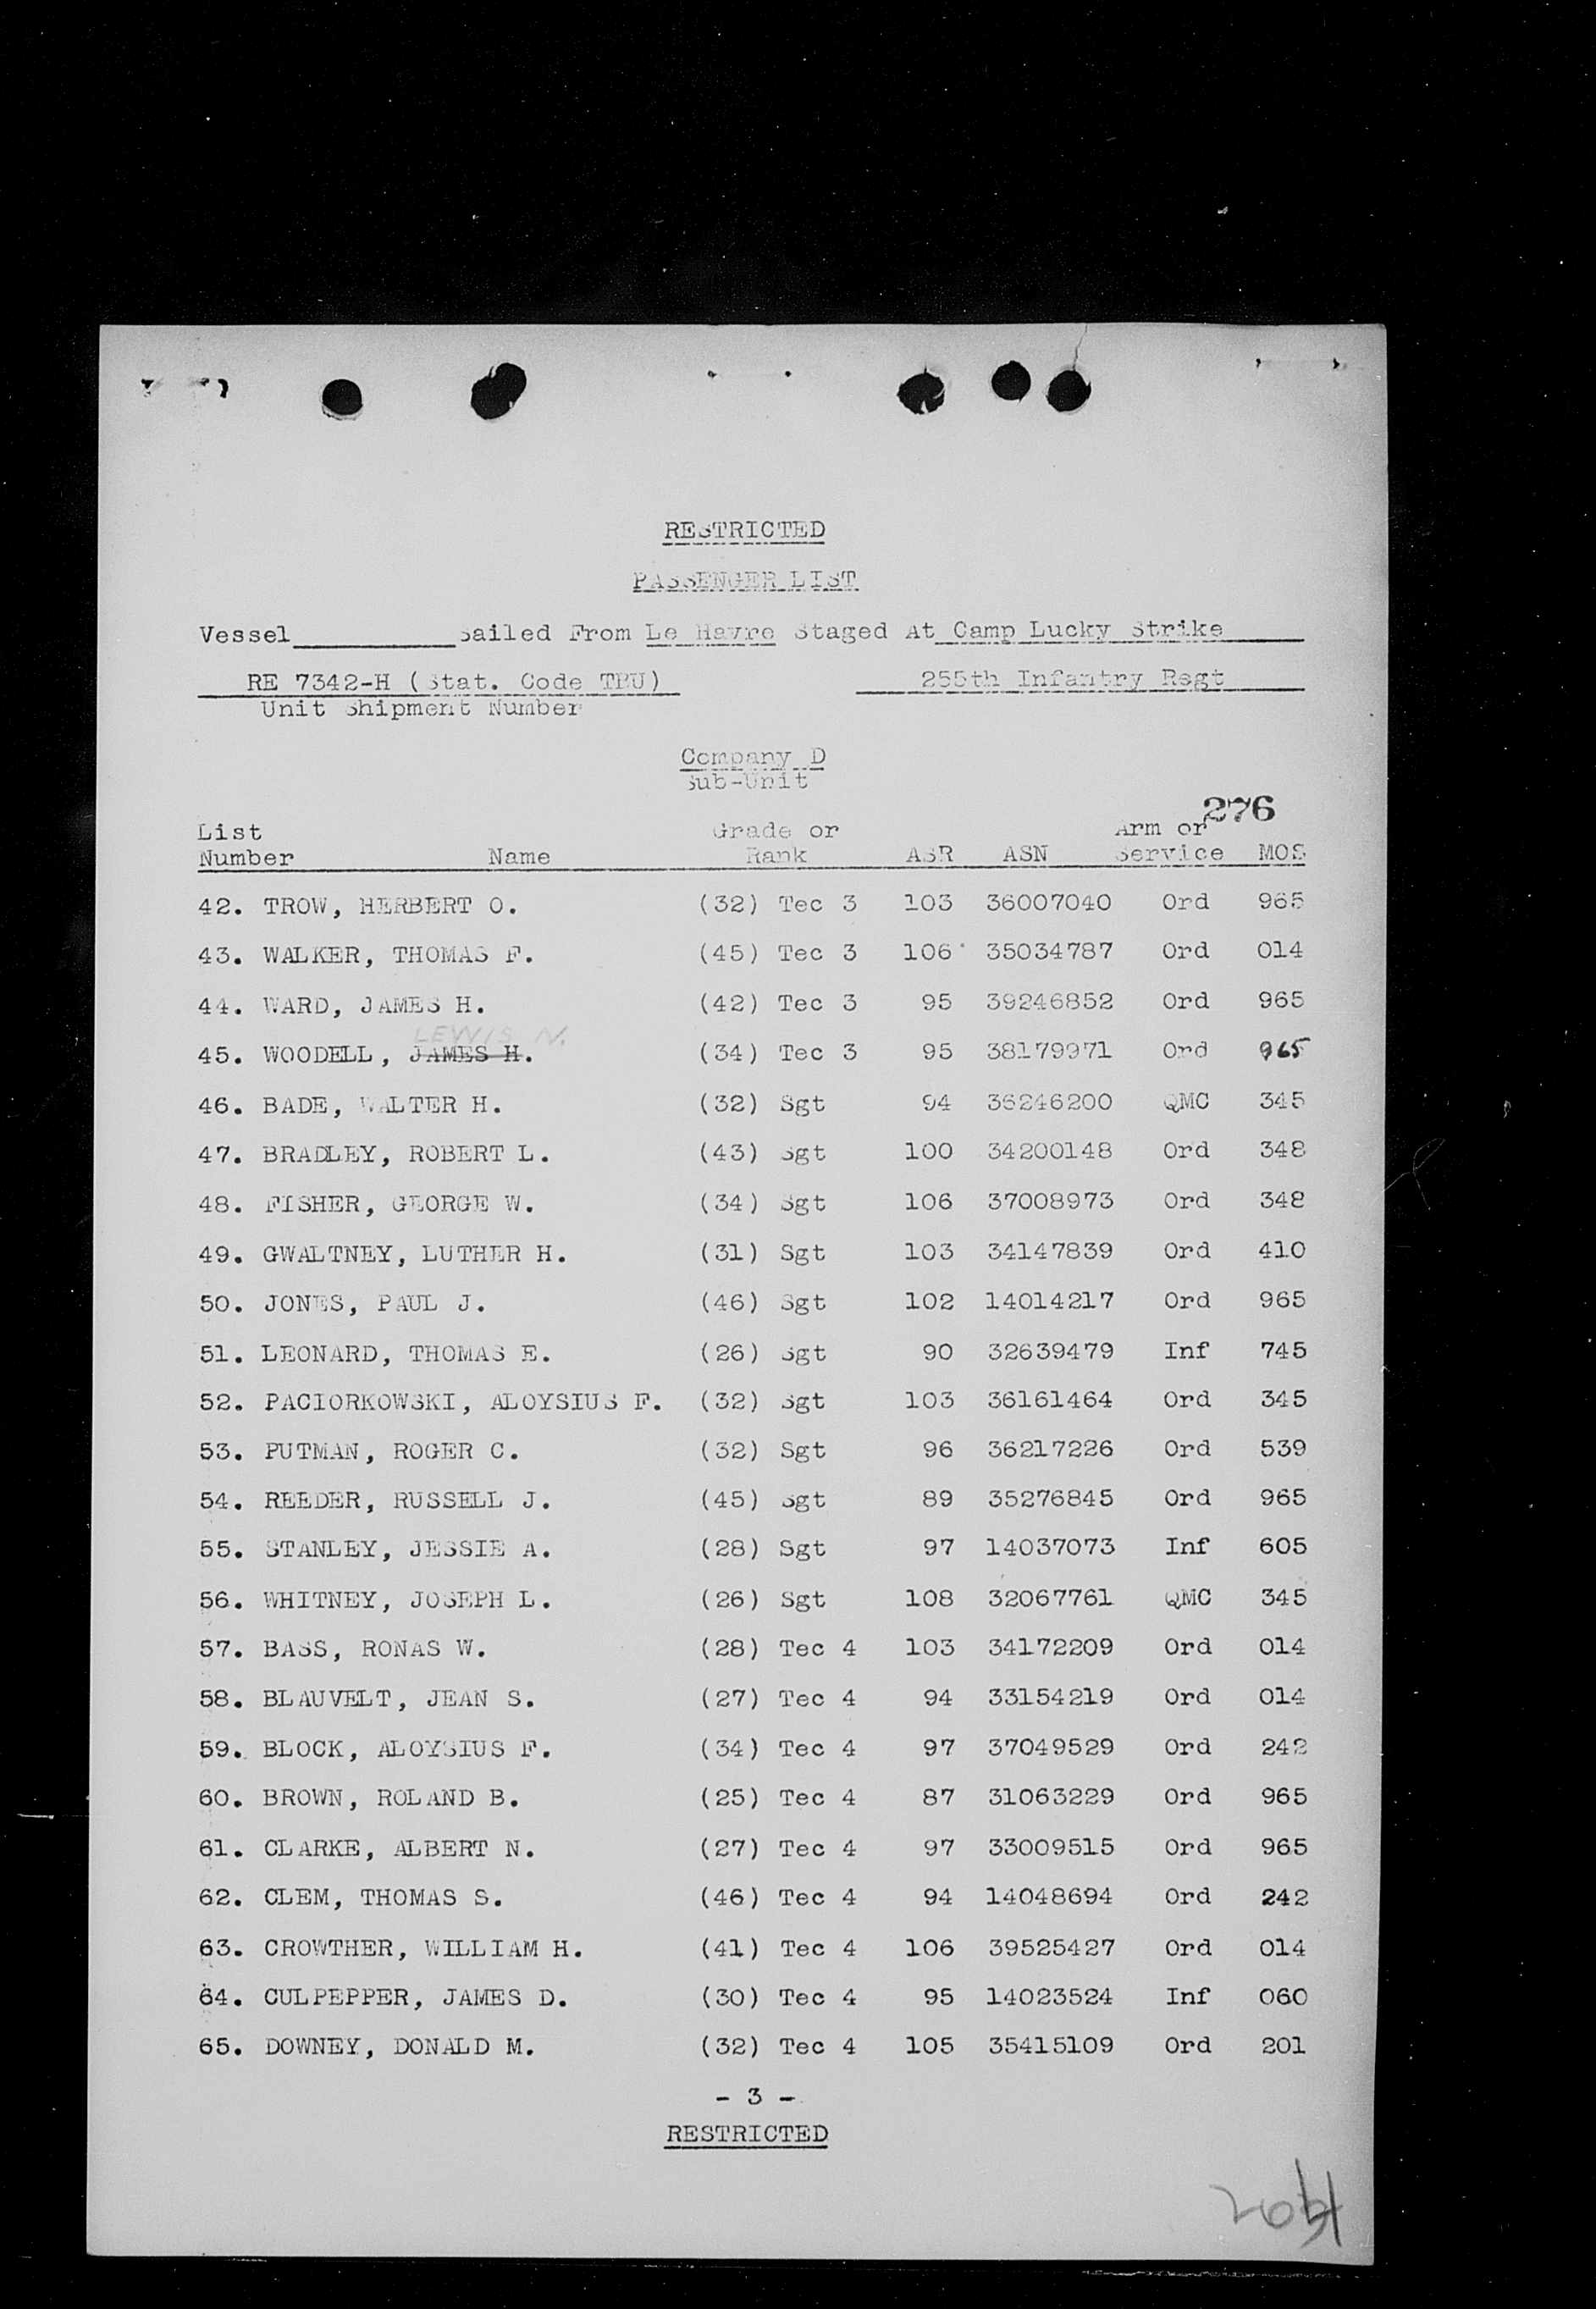 RESTRICTED
PASSENGER LIST
Vessel__________Sailed From Le Havre Staged At Camp Lucky Strike
RE 7342-H (Stat. Code TBU) 255th Infantry Regt
Unit Shipment Number
Company D
Sub-Unit
276
List Grade or Arm or
Number Name Rank ASR ASN Service MOS
42. TROW, HERBERT O. (32) Tec 3 103 36007040 Ord 965
43. WALKER, THOMAS F. (45) Tec 3 106 35034787 Ord 014
44. WARD, JAMES H. (42) Tec 3 95 39246852 Ord 965
LEWIS N.
45. WOODELL, JAMES H. (34) Tec 3 95 38179971 Ord 965
46. BADE, WALTER H. (32) Sgt 94 36246200 QMC 345
47. BRADLEY, ROBERT L. (43) Sgt 100 34200148 Ord 348
48. FISHER, GEORGE W. (34) Sgt 106 37008973 Ord 348
49. GWALTNEY, LUTHER H. (31) Sgt 103 34147839 Ord 410
50. JONES, PAUL J. (46) Sgt 102 14014217 Ord 965
51. LEONARD, THOMAS E. (26) Sgt 90 32639479 Inf 745
52. PACIORKOWSKI, ALOYSIUS F. (32) Sgt 103 36161464 Ord 345
53. PUTMAN, ROGER C. (32) Sgt 96 36217226 Ord 539
54. REEDER, RUSSELL J. (45) Sgt 89 35276845 Ord 965
55. STANLEY, JESSIE A. (28) Sgt 97 14037073 Inf 605
56. WHITNEY, JOSEPH L. (26) Sgt 108 32067761 QMC 345
57. BASS, RONAS W. (28) Tec 4 103 34172209 Ord 014
58. BLAUVELT, JEAN S. (27) Tec 4 94 33154219 Ord 014
59. BLOCK, ALOYSIUS F. (34) Tec 4 97 37049529 Ord 242
60. BROWN, ROLAND B. (25) Tec 4 87 31063229 Ord 965
61. CLARKE, ALBERT N. (27) Tec 4 97 33009515 Ord 965
62. CLEM, THOMAS S. (46) Tec 4 94 14048694 Ord 242
63. CROWTHER, WILLIAM H. (41) Tec 4 106 39525427 Ord 014
64. CULPEPPER, JAMES D. (30) Tec 4 95 14023524 Inf 060
65. DOWNEY, DONALD M. (32) Tec 4 105 35415109 Ord 201
- 3 -
RESTRICTED